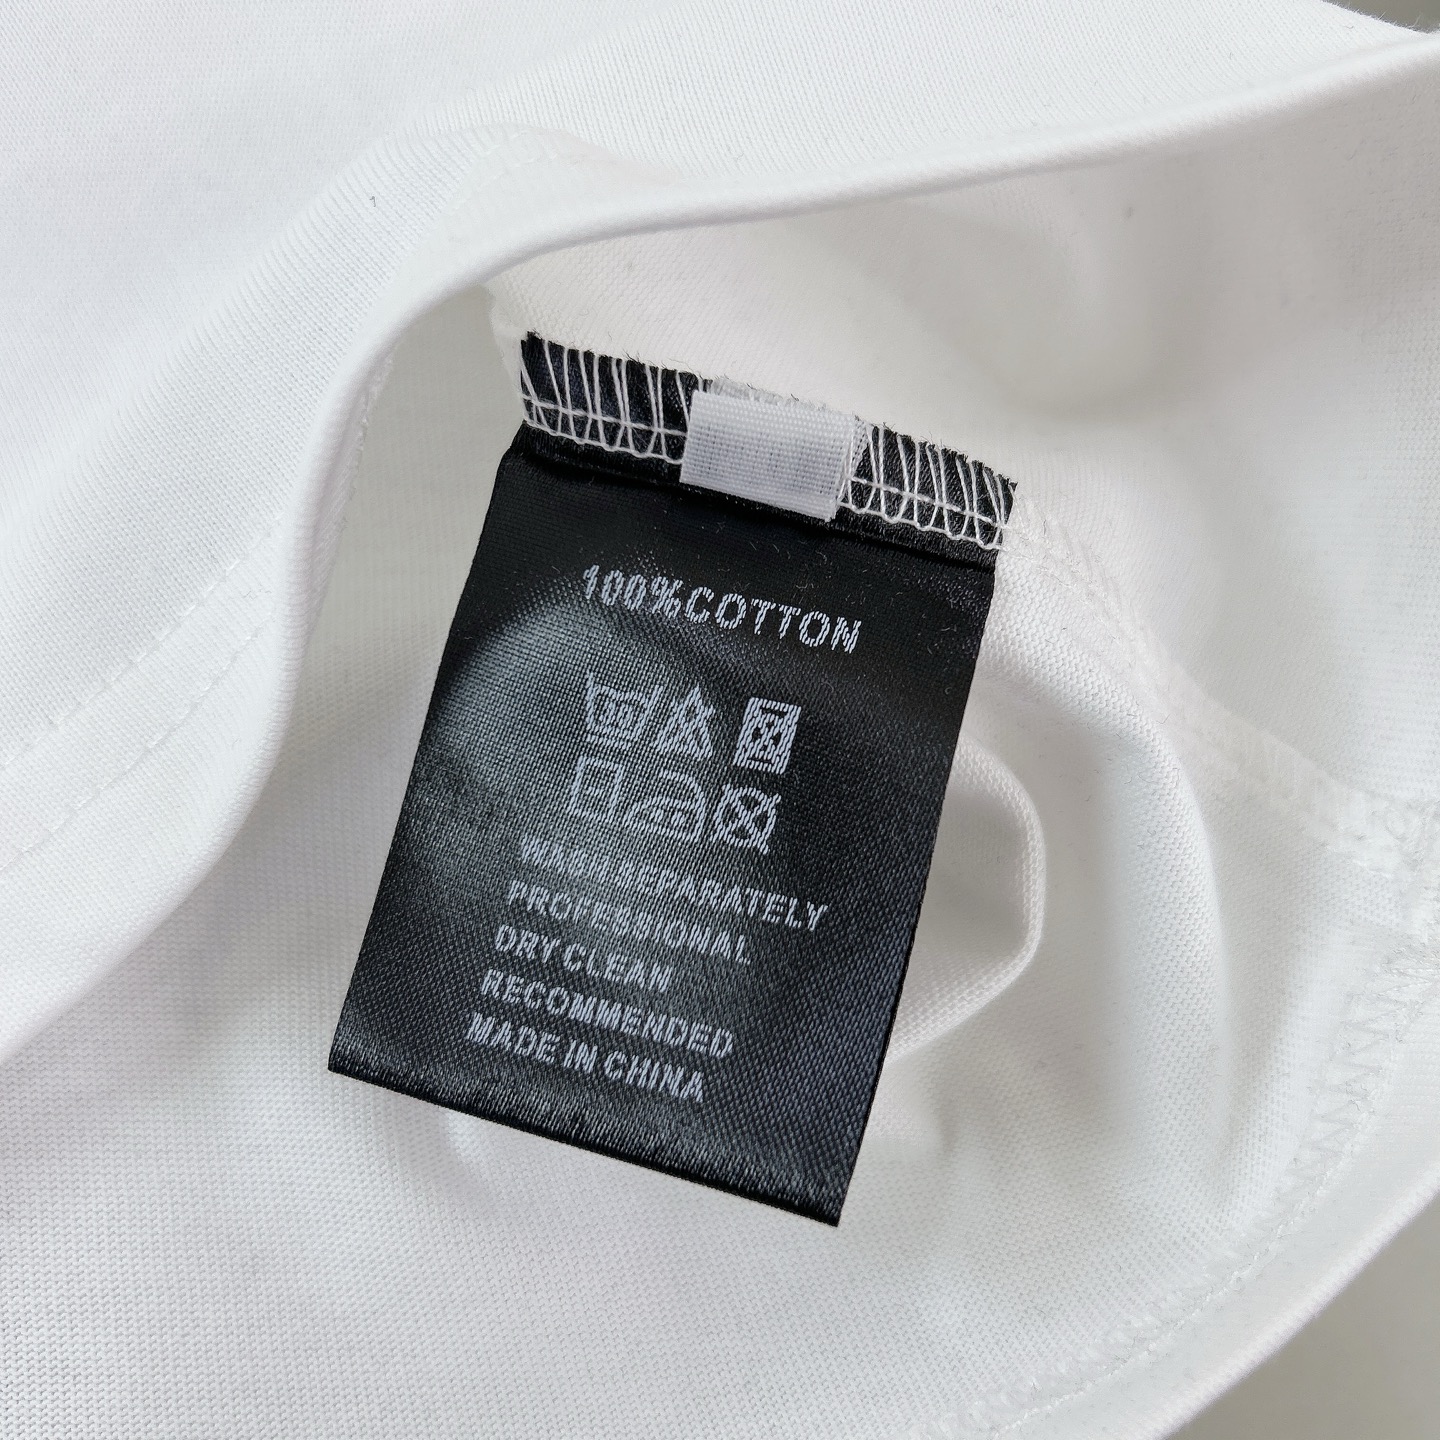 100%COTTON
WASH SEPARATELY
PROFESSIONAL
DRY CLEAN
RECOMMENDED
MADE IN CHINA